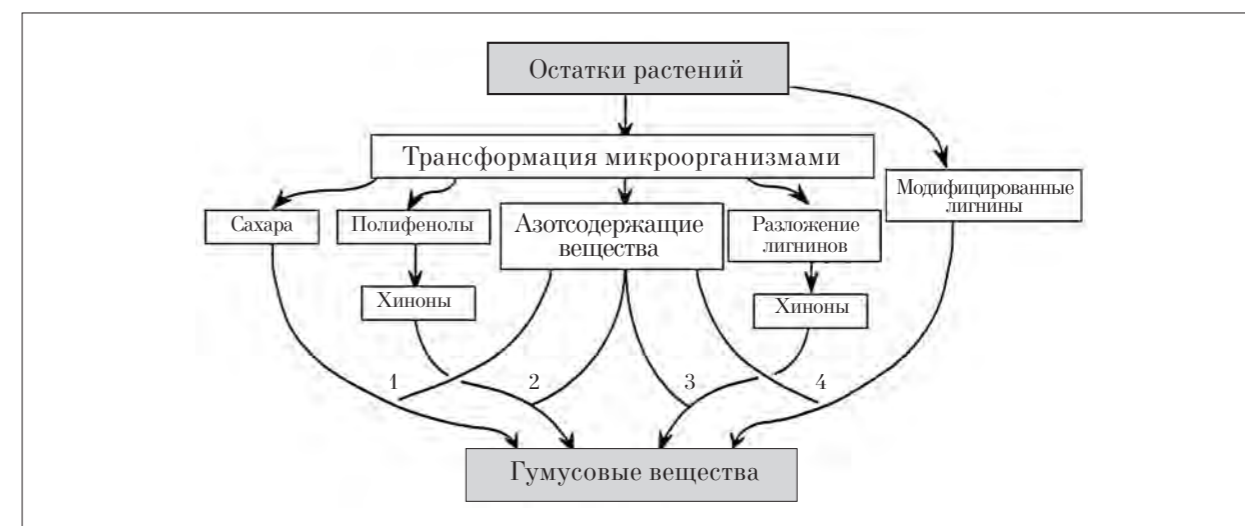 Остатки растений
Трансформация микроорганизмами
Модифицированные
лигнины
Сахара
Полифенолы
Азотсодержащие
вещества
Разложение
лигнинов
Хиноны
Хиноны
1
2
3
4
Гумусовые вещества